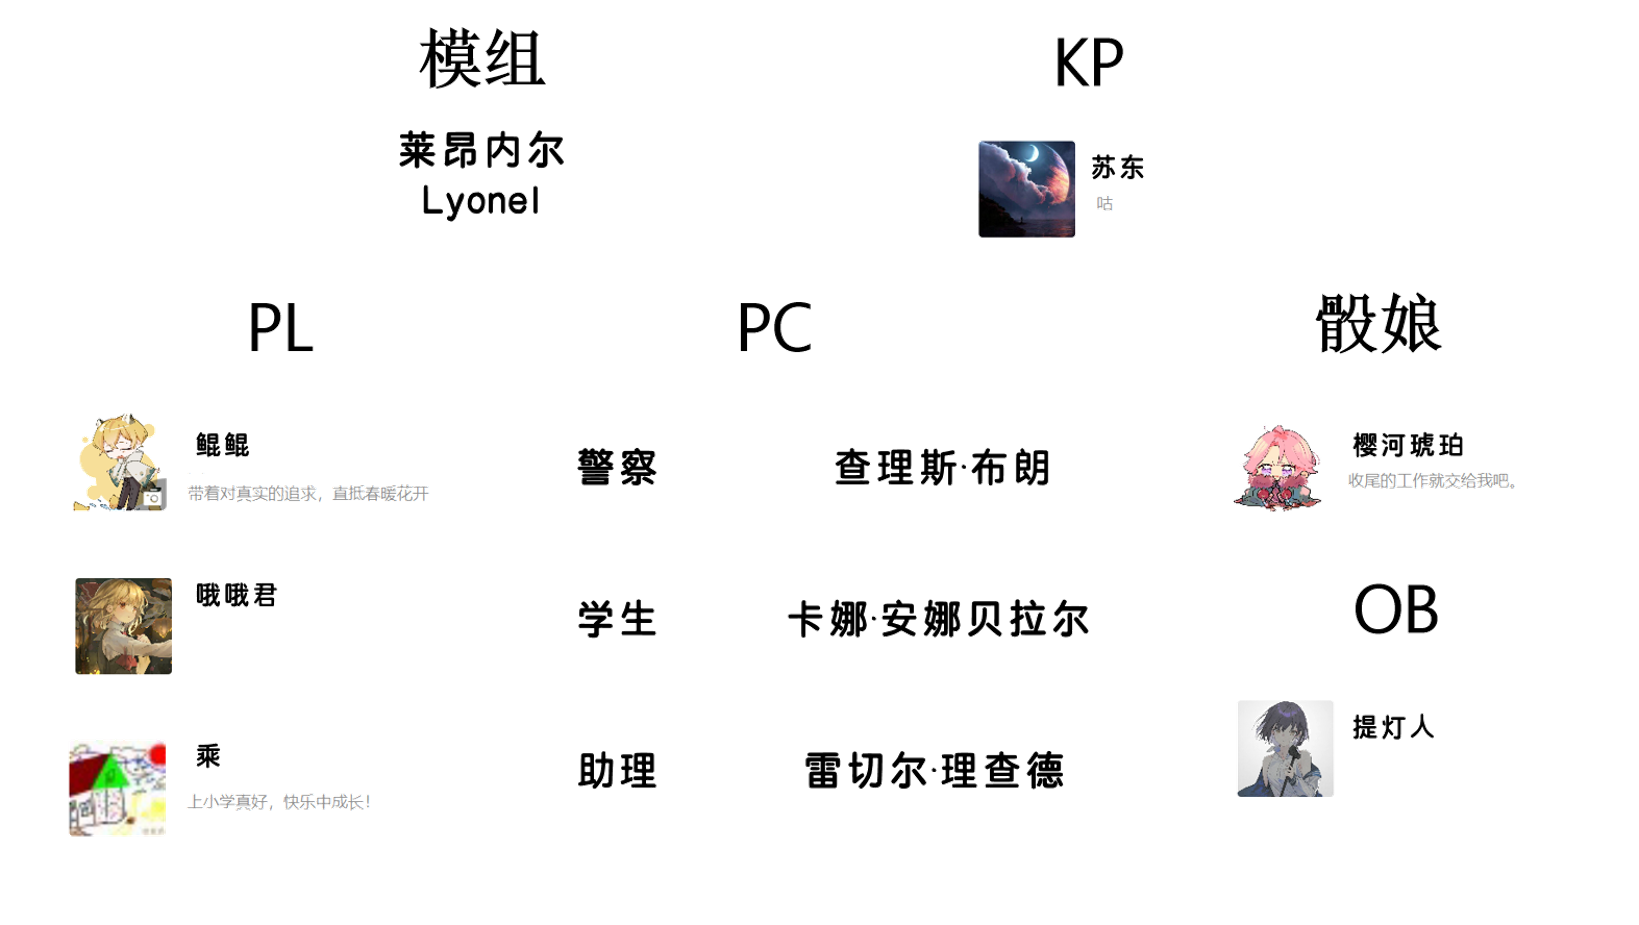 模组
KP
莱昂内尔
Lyonel
苏东
咕
PL
PC
骰娘
鲲鲲
带着对真实的追求，直抵春暖花开
警察
查理斯·布朗
樱河琥珀
收尾的工作就交给我吧。
哦哦君
学生
卡娜·安娜贝拉尔
OB
提灯人
乘
上小学真好，快乐中成长！
助理
雷切尔·理查德